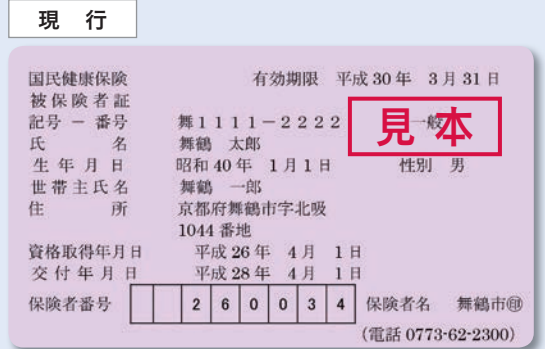 現 行
国民健康保険 有効期限 平成30年 3月31日
被保険者証
記号 － 番号 舞1111－2222 一般
見本
氏 名 舞鶴 太郎
生年月日 昭和40年 1月1日 性別 男
世帯主氏名 舞鶴 一郎
住 所 京都府舞鶴市字北吸
1044番地
資格取得年月日 平成26年 4月 1日
交付年月日 平成28年 4月 1日
保険者番号 260034 保険者名 舞鶴市㊞
(電話 0773-62-2300)